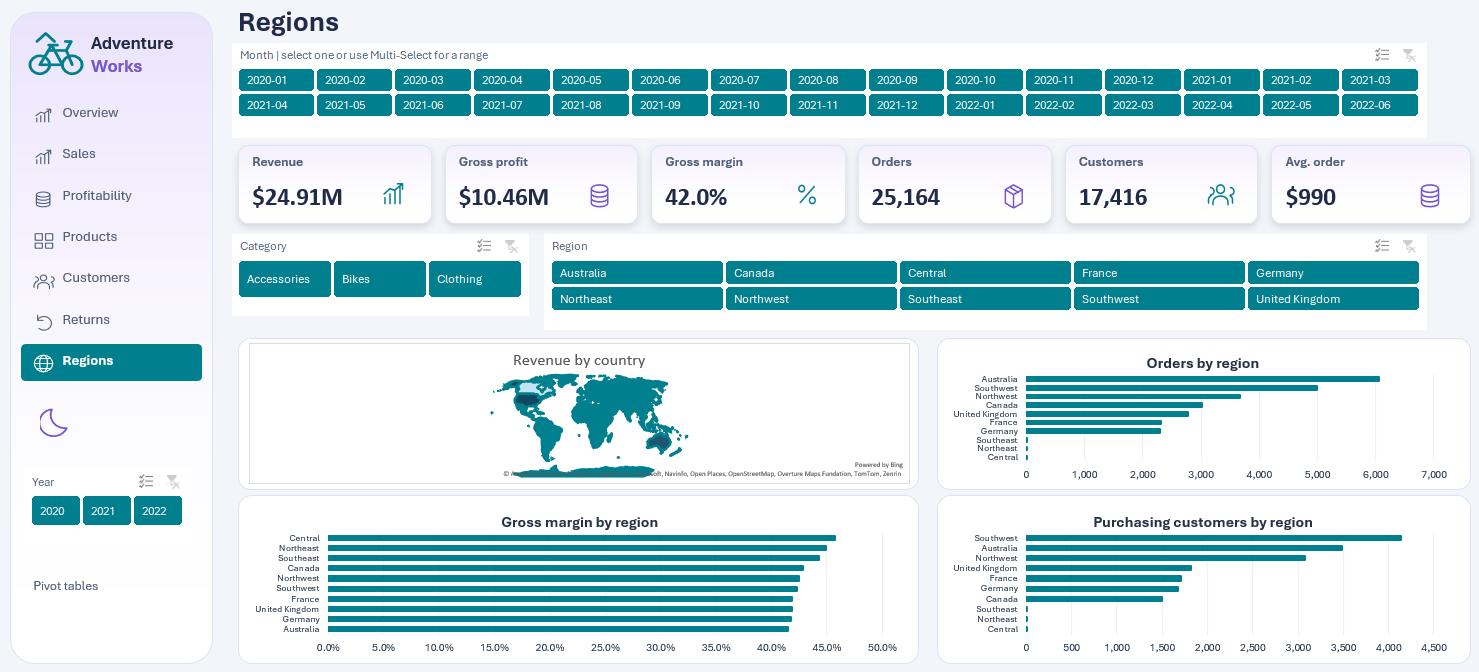 Adventure
Works
Overview
Sales
Profitability
Products
Customers
Returns
Regions
Year
2020 2021 2022
Pivot tables
Regions
Month | select one or use Multi-Select for a range
2020-01 2020-02 2020-03 2020-04 2020-05 2020-06 2020-07 2020-08 2020-09 2020-10 2020-11 2020-12 2021-01 2021-02 2021-03
2021-04 2021-05 2021-06 2021-07 2021-08 2021-09 2021-10 2021-11 2021-12 2022-01 2022-02 2022-03 2022-04 2022-05 2022-06
Revenue Gross profit Gross margin Orders Customers Avg. order
$24.91M $10.46M 42.0% % 25,164 17,416 $990
Category
Accessories Bikes Clothing
Region
Australia Canada Central France Germany
Northeast Northwest Southeast Southwest United Kingdom
Revenue by country
Powered by Bing
Navinfo, Open Places, OpenStreetMap, Overture Maps Fundation, TomTom, Zenrin
Orders by region
Australia
Southwest
Northwest
Canada
United Kingdom
France
Germany
Southeast
Northeast
Central
0 1,000 2,000 3,000 4,000 5,000 6,000 7,000
Gross margin by region
Central
Northeast
Southeast
Canada
Northwest
Southwest
France
United Kingdom
Germany
Australia
0.0% 5.0% 10.0% 15.0% 20.0% 25.0% 30.0% 35.0% 40.0% 45.0% 50.0%
Purchasing customers by region
Southwest
Australia
Northwest
United Kingdom
France
Germany
Canada
Southeast
Northeast
Central
0 500 1,000 1,500 2,000 2,500 3,000 3,500 4,000 4,500